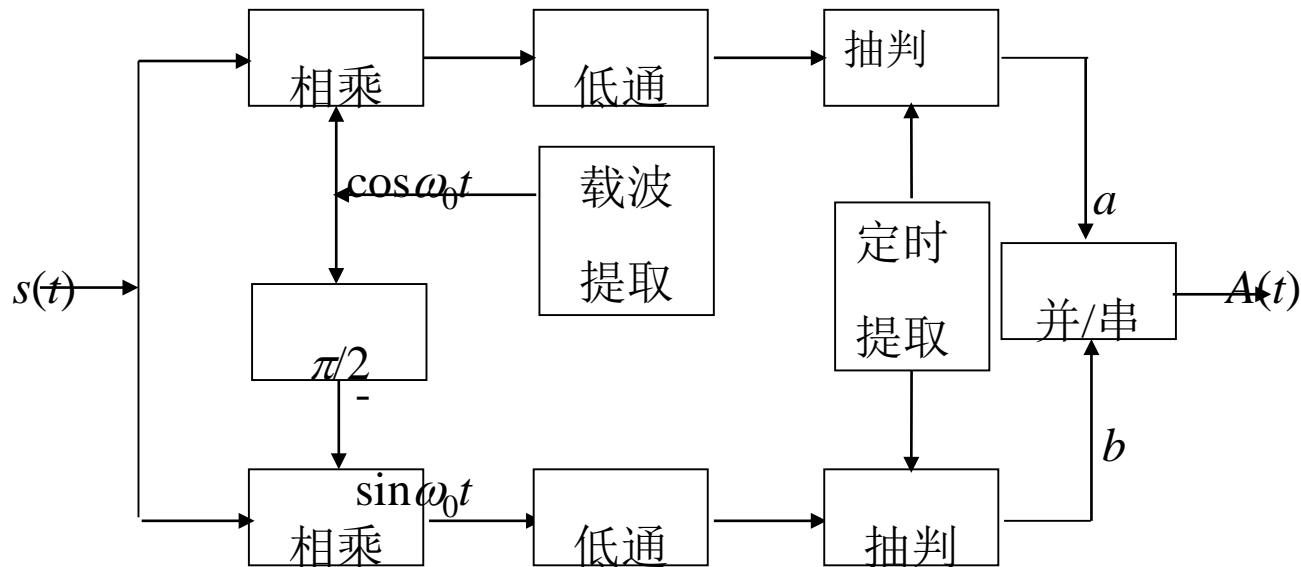 相乘
低通
抽判
cosω₀t
载波
提取
a
定时
提取
s(t)
A(t)
并/串
π/2
-
b
sinω₀t
相乘
低通
抽判